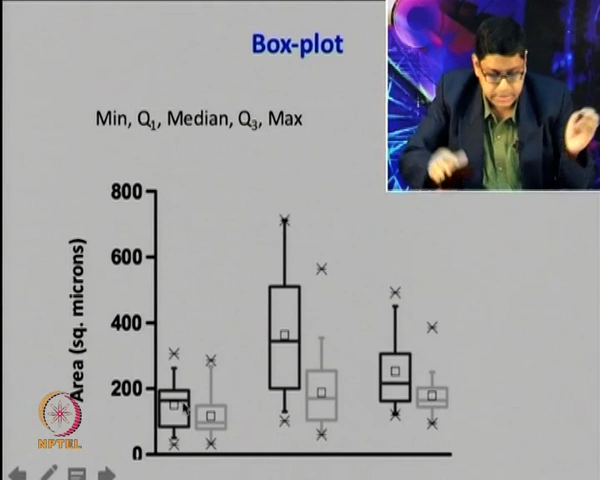 Box-plot
Min, Q₁, Median, Q₃, Max
800
600
400
200
0
Area (sq. microns)
NPTEL